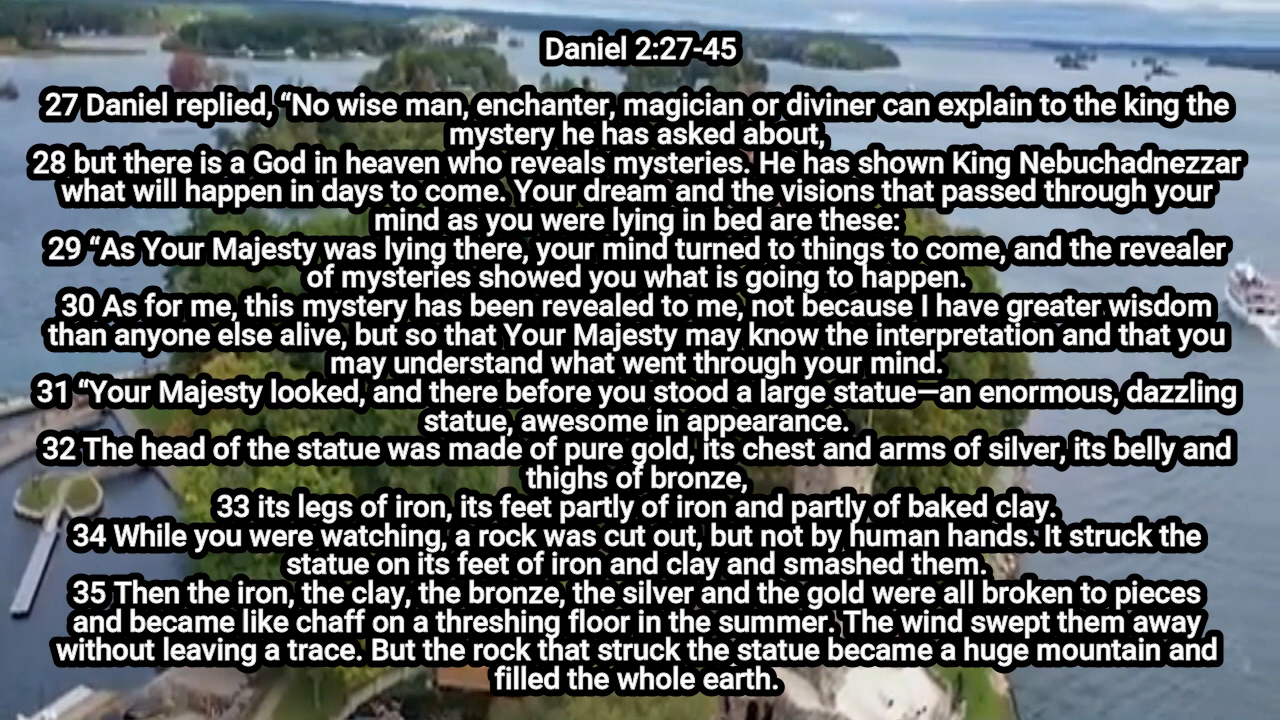 Daniel 2:27-45
27 Daniel replied, “No wise man, enchanter, magician or diviner can explain to the king the
mystery he has asked about,
28 but there is a God in heaven who reveals mysteries. He has shown King Nebuchadnezzar
what will happen in days to come. Your dream and the visions that passed through your
mind as you were lying in bed are these:
29 “As Your Majesty was lying there, your mind turned to things to come, and the revealer
of mysteries showed you what is going to happen.
30 As for me, this mystery has been revealed to me, not because I have greater wisdom
than anyone else alive, but so that Your Majesty may know the interpretation and that you
may understand what went through your mind.
31 “Your Majesty looked, and there before you stood a large statue—an enormous, dazzling
statue, awesome in appearance.
32 The head of the statue was made of pure gold, its chest and arms of silver, its belly and
thighs of bronze,
33 its legs of iron, its feet partly of iron and partly of baked clay.
34 While you were watching, a rock was cut out, but not by human hands. It struck the
statue on its feet of iron and clay and smashed them.
35 Then the iron, the clay, the bronze, the silver and the gold were all broken to pieces
and became like chaff on a threshing floor in the summer. The wind swept them away
without leaving a trace. But the rock that struck the statue became a huge mountain and
filled the whole earth.